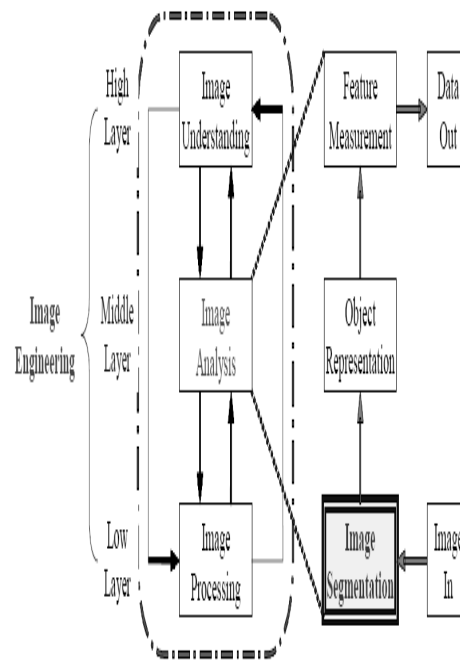 Image
Engineering
High
Layer
Middle
Layer
Low
Layer
Image
Understanding
Image
Analysis
Image
Processing
Feature
Measurement
Data
Out
Object
Representation
Image
Segmentation
Image
In